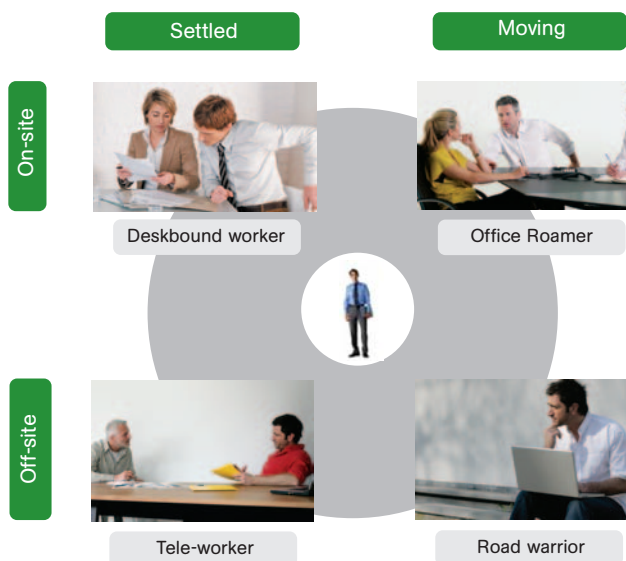 Settled
Moving
On-site
Deskbound worker
Office Roamer
Off-site
Tele-worker
Road warrior